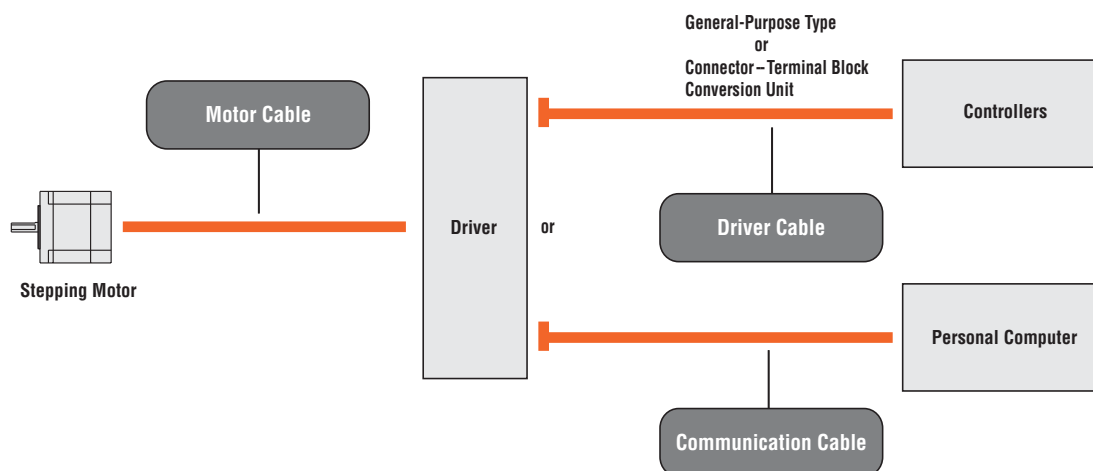 General-Purpose Type
or
Connector–Terminal Block
Conversion Unit
Motor Cable
Controllers
Driver
or
Driver Cable
Stepping Motor
Personal Computer
Communication Cable